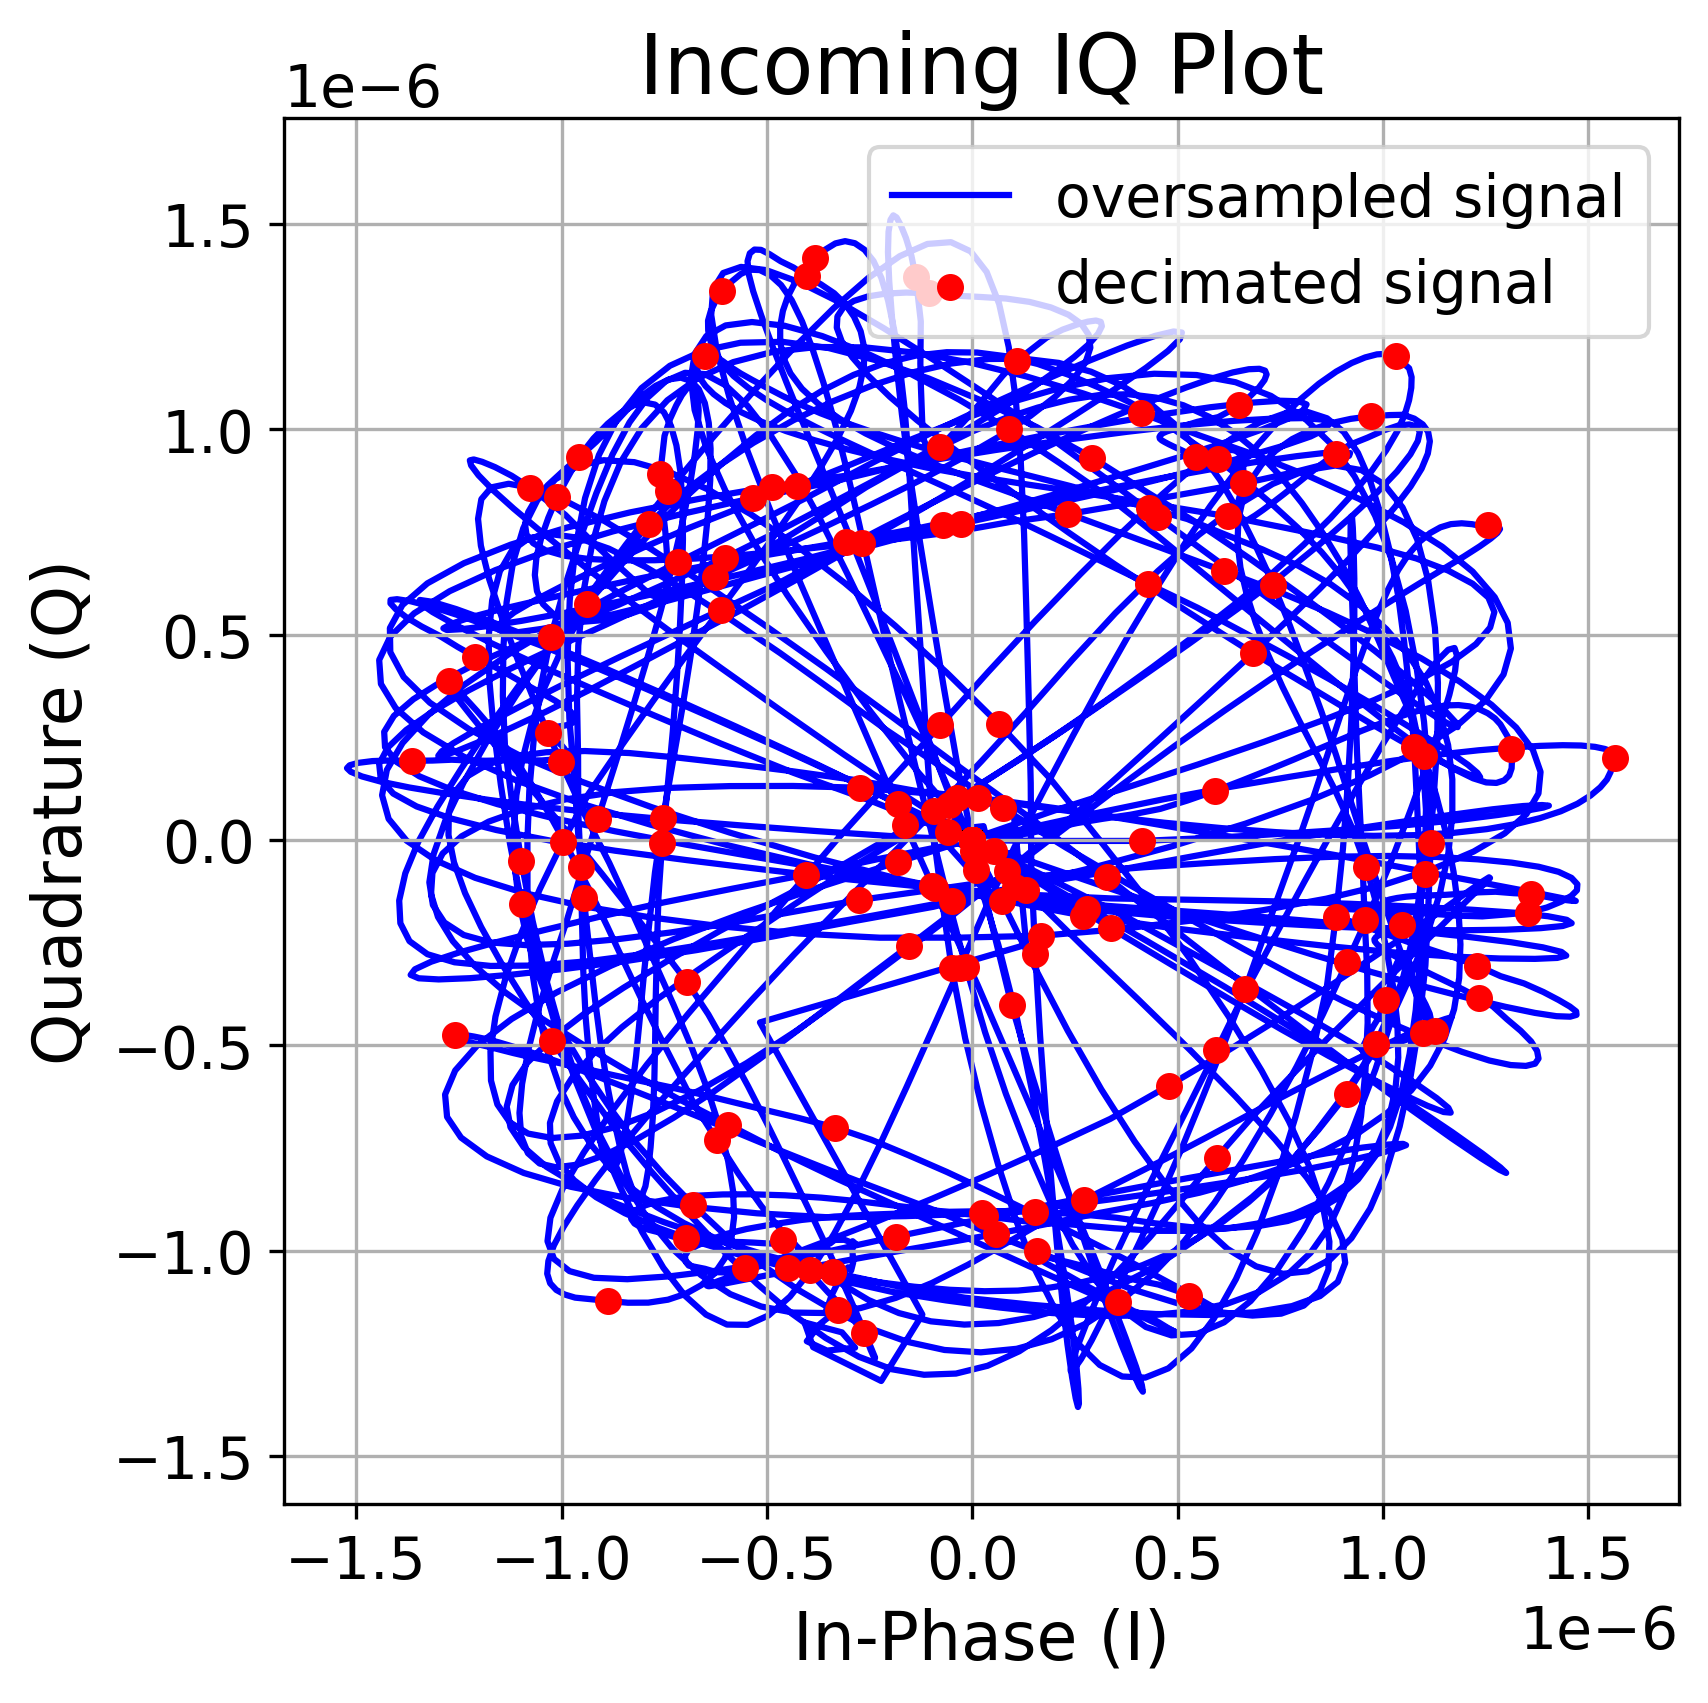 Incoming IQ Plot
1e−6
oversampled signal
decimated signal
1.5
1.0
0.5
0.0
−0.5
−1.0
−1.5
Quadrature (Q)
−1.5 −1.0 −0.5 0.0 0.5 1.0 1.5
1e−6
In-Phase (I)